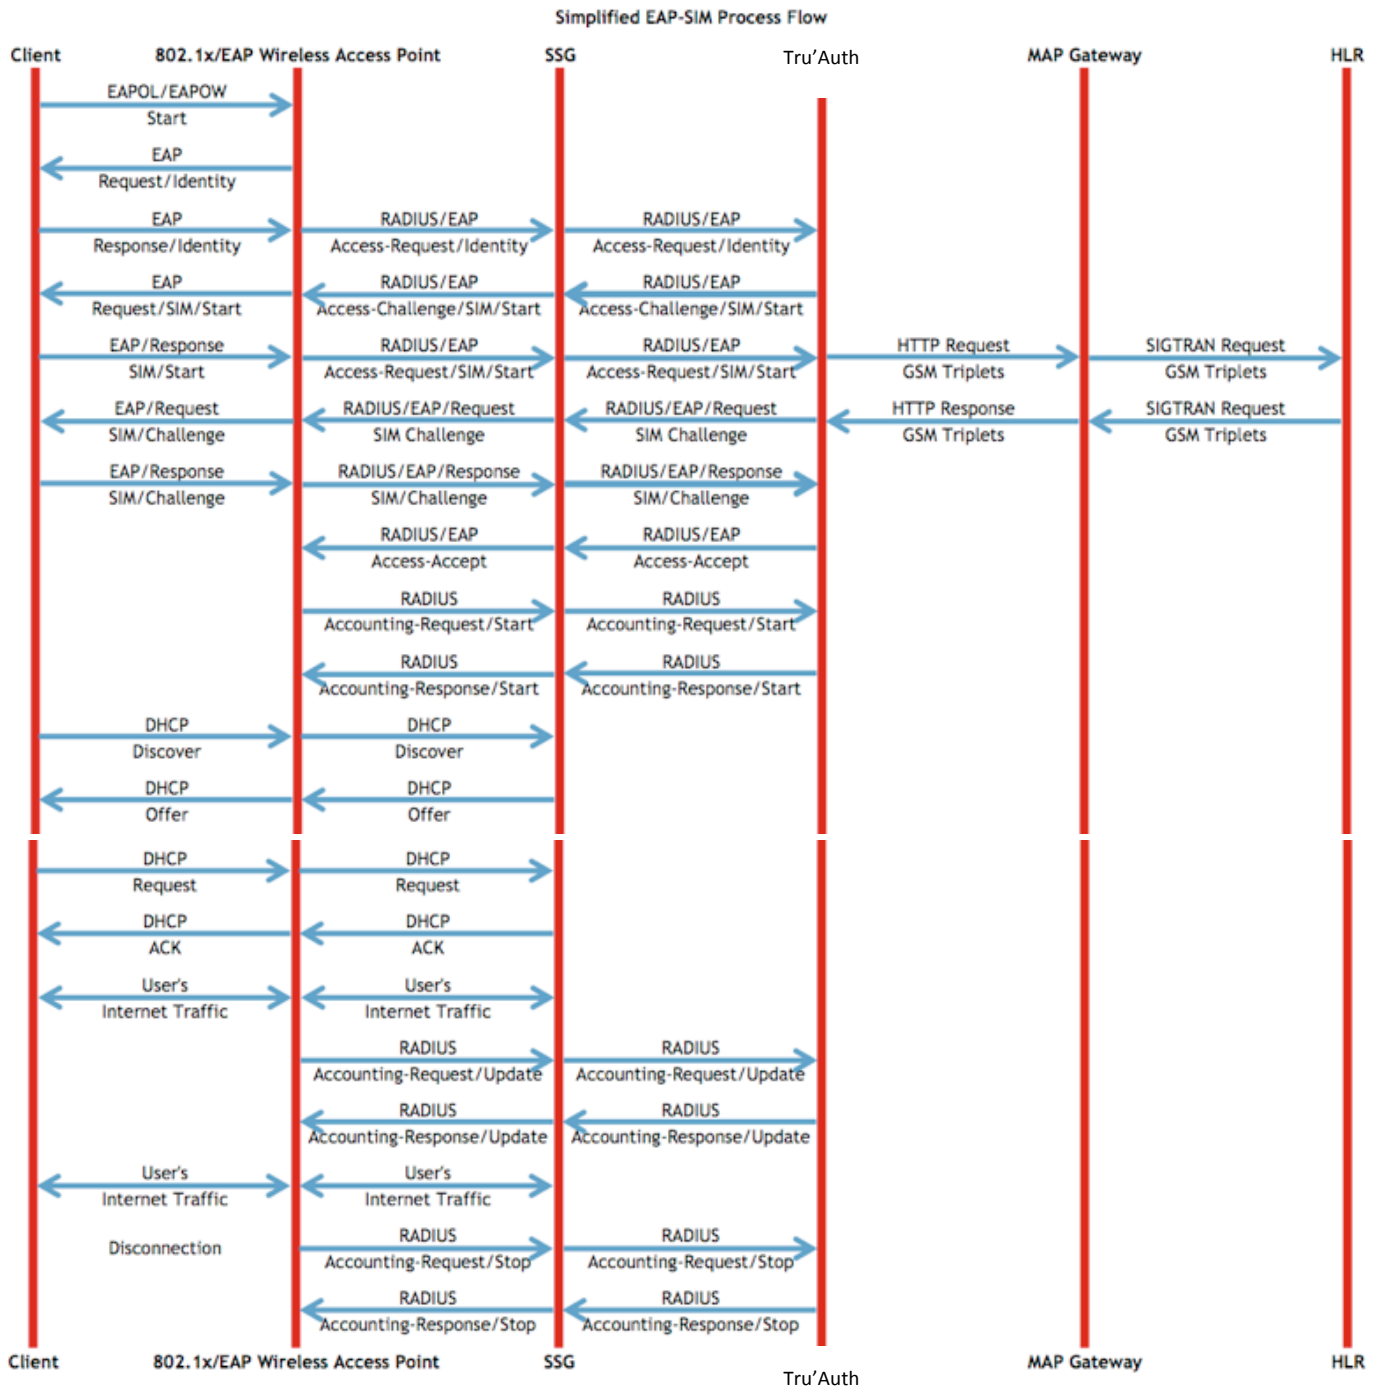 Simplified EAP-SIM Process Flow
Client 802.1x/EAP Wireless Access Point SSG Tru’Auth MAP Gateway HLR
EAPOL/EAPOW
Start
EAP
Request/Identity
EAP RADIUS/EAP RADIUS/EAP
Response/Identity Access-Request/Identity Access-Request/Identity
EAP RADIUS/EAP RADIUS/EAP
Request/SIM/Start Access-Challenge/SIM/Start Access-Challenge/SIM/Start
EAP/Response RADIUS/EAP RADIUS/EAP HTTP Request SIGTRAN Request
SIM/Start Access-Request/SIM/Start Access-Request/SIM/Start GSM Triplets GSM Triplets
EAP/Request RADIUS/EAP/Request RADIUS/EAP/Request HTTP Response SIGTRAN Request
SIM/Challenge SIM Challenge SIM Challenge GSM Triplets GSM Triplets
EAP/Response RADIUS/EAP/Response RADIUS/EAP/Response
SIM/Challenge SIM/Challenge SIM/Challenge
RADIUS/EAP RADIUS/EAP
Access-Accept Access-Accept
RADIUS RADIUS
Accounting-Request/Start Accounting-Request/Start
RADIUS RADIUS
Accounting-Response/Start Accounting-Response/Start
DHCP DHCP
Discover Discover
DHCP DHCP
Offer Offer
DHCP DHCP
Request Request
DHCP DHCP
ACK ACK
User's User's
Internet Traffic Internet Traffic
RADIUS RADIUS
Accounting-Request/Update Accounting-Request/Update
RADIUS RADIUS
Accounting-Response/Update Accounting-Response/Update
User's User's
Internet Traffic Internet Traffic
RADIUS RADIUS
Disconnection Accounting-Request/Stop Accounting-Request/Stop
RADIUS RADIUS
Accounting-Response/Stop Accounting-Response/Stop
Client 802.1x/EAP Wireless Access Point SSG Tru’Auth MAP Gateway HLR